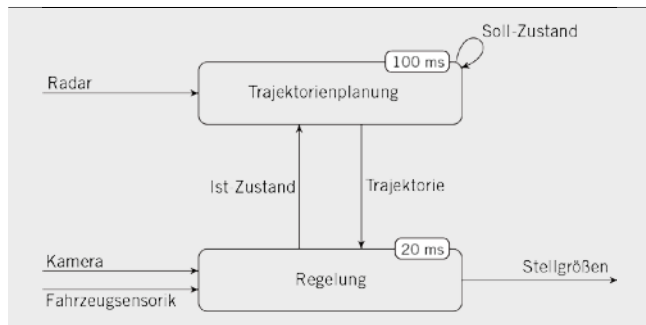 Soll-Zustand
100 ms
Radar
Trajektorienplanung
Ist Zustand
Trajektorie
20 ms
Kamera
Regelung
Stellgrößen
Fahrzeugsensorik